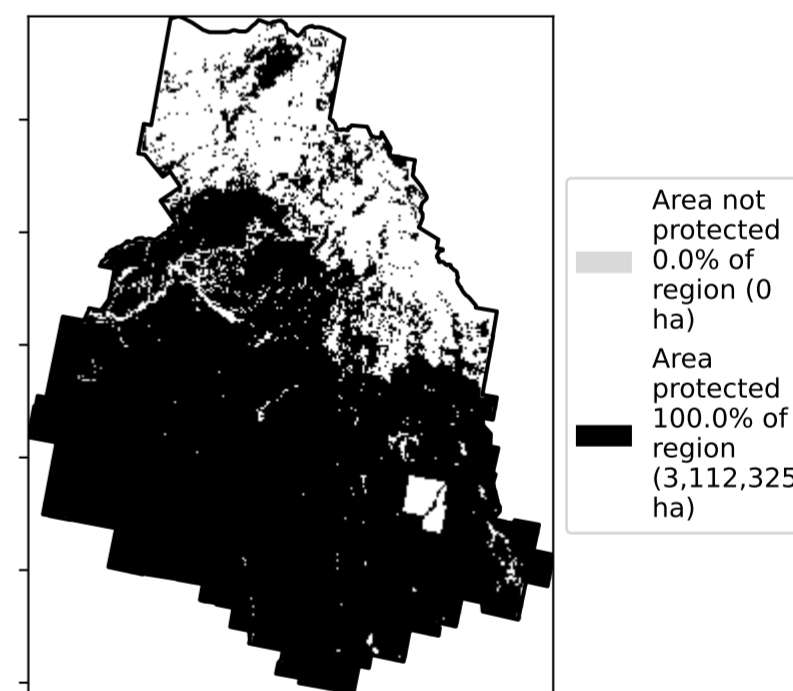 Area not
protected
0.0% of
region (0
ha)
Area
protected
100.0% of
region
(3,112,325
ha)